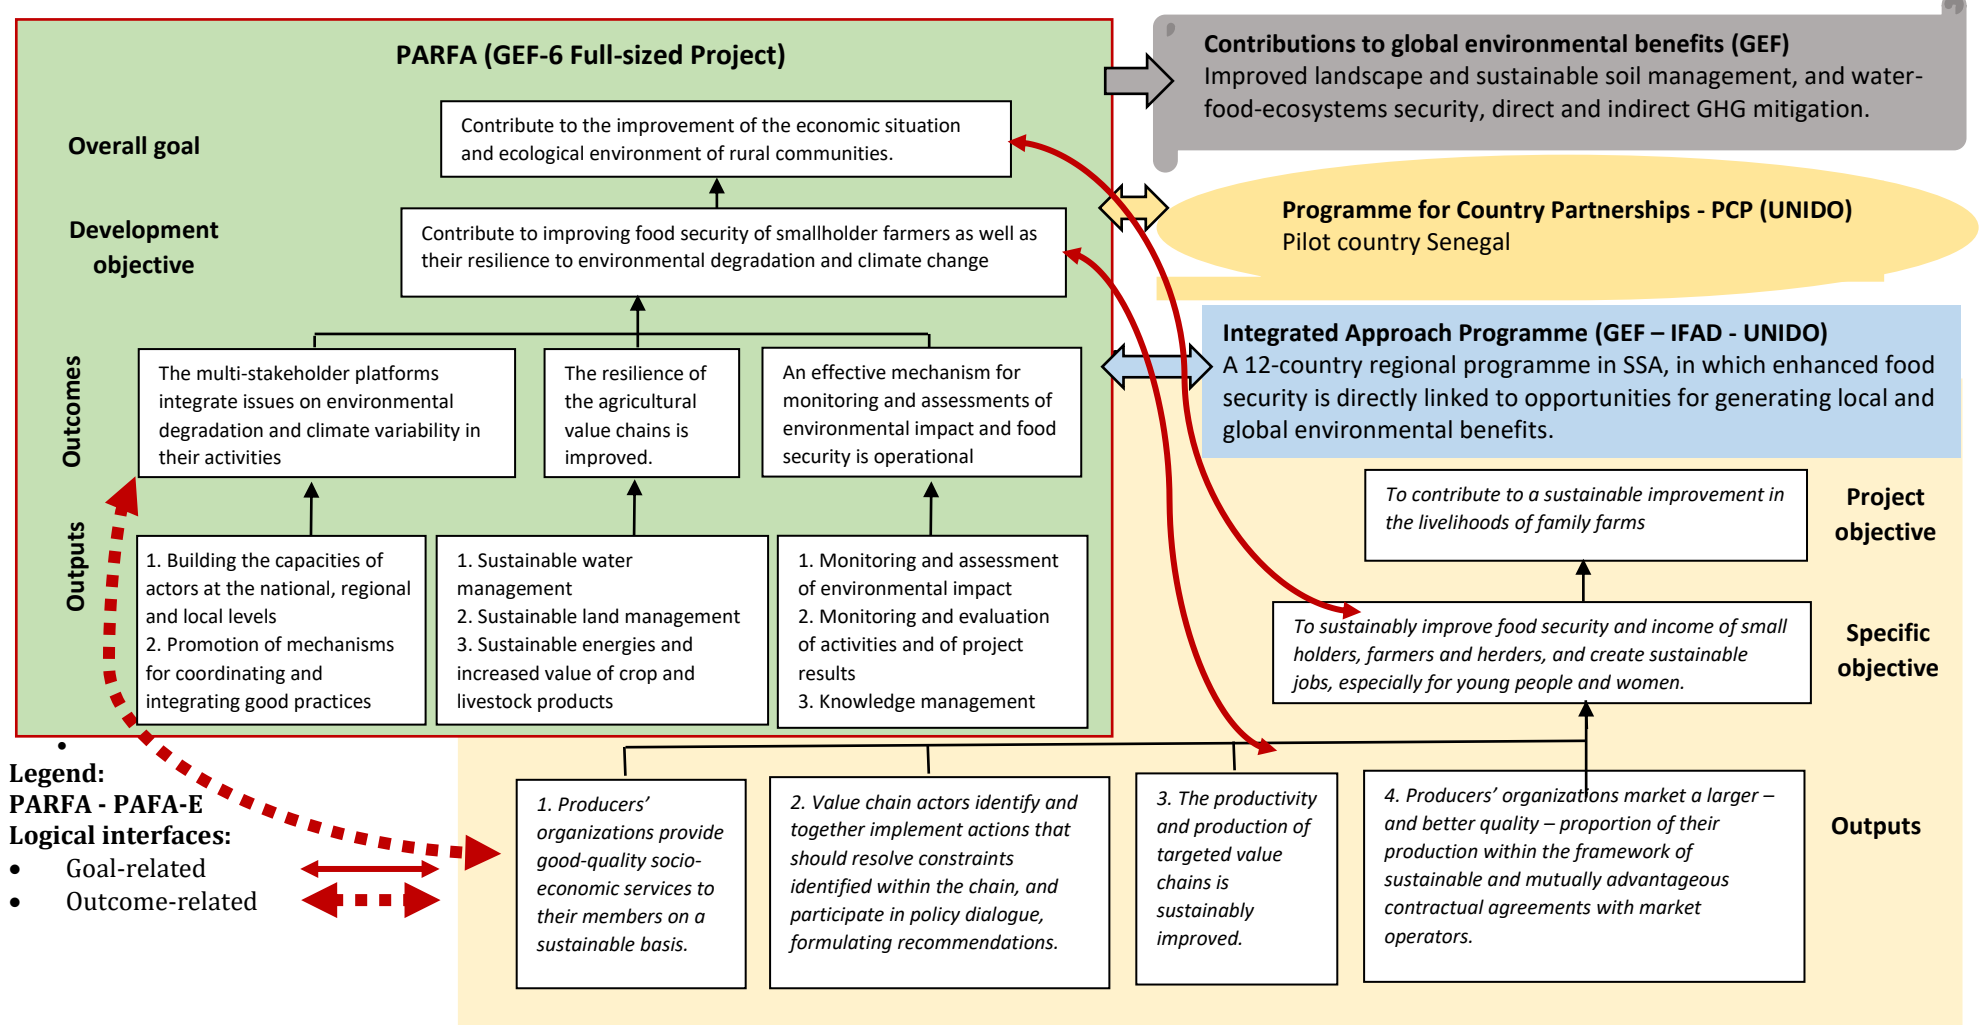 PARFA (GEF-6 Full-sized Project)
Overall goal
Contribute to the improvement of the economic situation
and ecological environment of rural communities.
Development
objective
Contribute to improving food security of smallholder farmers as well as
their resilience to environmental degradation and climate change
Outcomes
The multi-stakeholder platforms
integrate issues on environmental
degradation and climate variability in
their activities
The resilience of
the agricultural
value chains is
improved.
An effective mechanism for
monitoring and assessments of
environmental impact and food
security is operational
Outputs
1. Building the capacities of
actors at the national, regional
and local levels
2. Promotion of mechanisms
for coordinating and
integrating good practices
1. Sustainable water
management
2. Sustainable land management
3. Sustainable energies and
increased value of crop and
livestock products
1. Monitoring and assessment
of environmental impact
2. Monitoring and evaluation
of activities and of project
results
3. Knowledge management
Contributions to global environmental benefits (GEF)
Improved landscape and sustainable soil management, and water-
food-ecosystems security, direct and indirect GHG mitigation.
Programme for Country Partnerships - PCP (UNIDO)
Pilot country Senegal
Integrated Approach Programme (GEF – IFAD - UNIDO)
A 12-country regional programme in SSA, in which enhanced food
security is directly linked to opportunities for generating local and
global environmental benefits.
To contribute to a sustainable improvement in
the livelihoods of family farms
Project
objective
To sustainably improve food security and income of small
holders, farmers and herders, and create sustainable
jobs, especially for young people and women.
Specific
objective
1. Producers’
organizations provide
good-quality socio-
economic services to
their members on a
sustainable basis.
2. Value chain actors identify and
together implement actions that
should resolve constraints
identified within the chain, and
participate in policy dialogue,
formulating recommendations.
3. The productivity
and production of
targeted value
chains is
sustainably
improved.
4. Producers’ organizations market a larger –
and better quality – proportion of their
production within the framework of
sustainable and mutually advantageous
contractual agreements with market
operators.
Outputs
•
Legend:
PARFA - PAFA-E
Logical interfaces:
• Goal-related
• Outcome-related